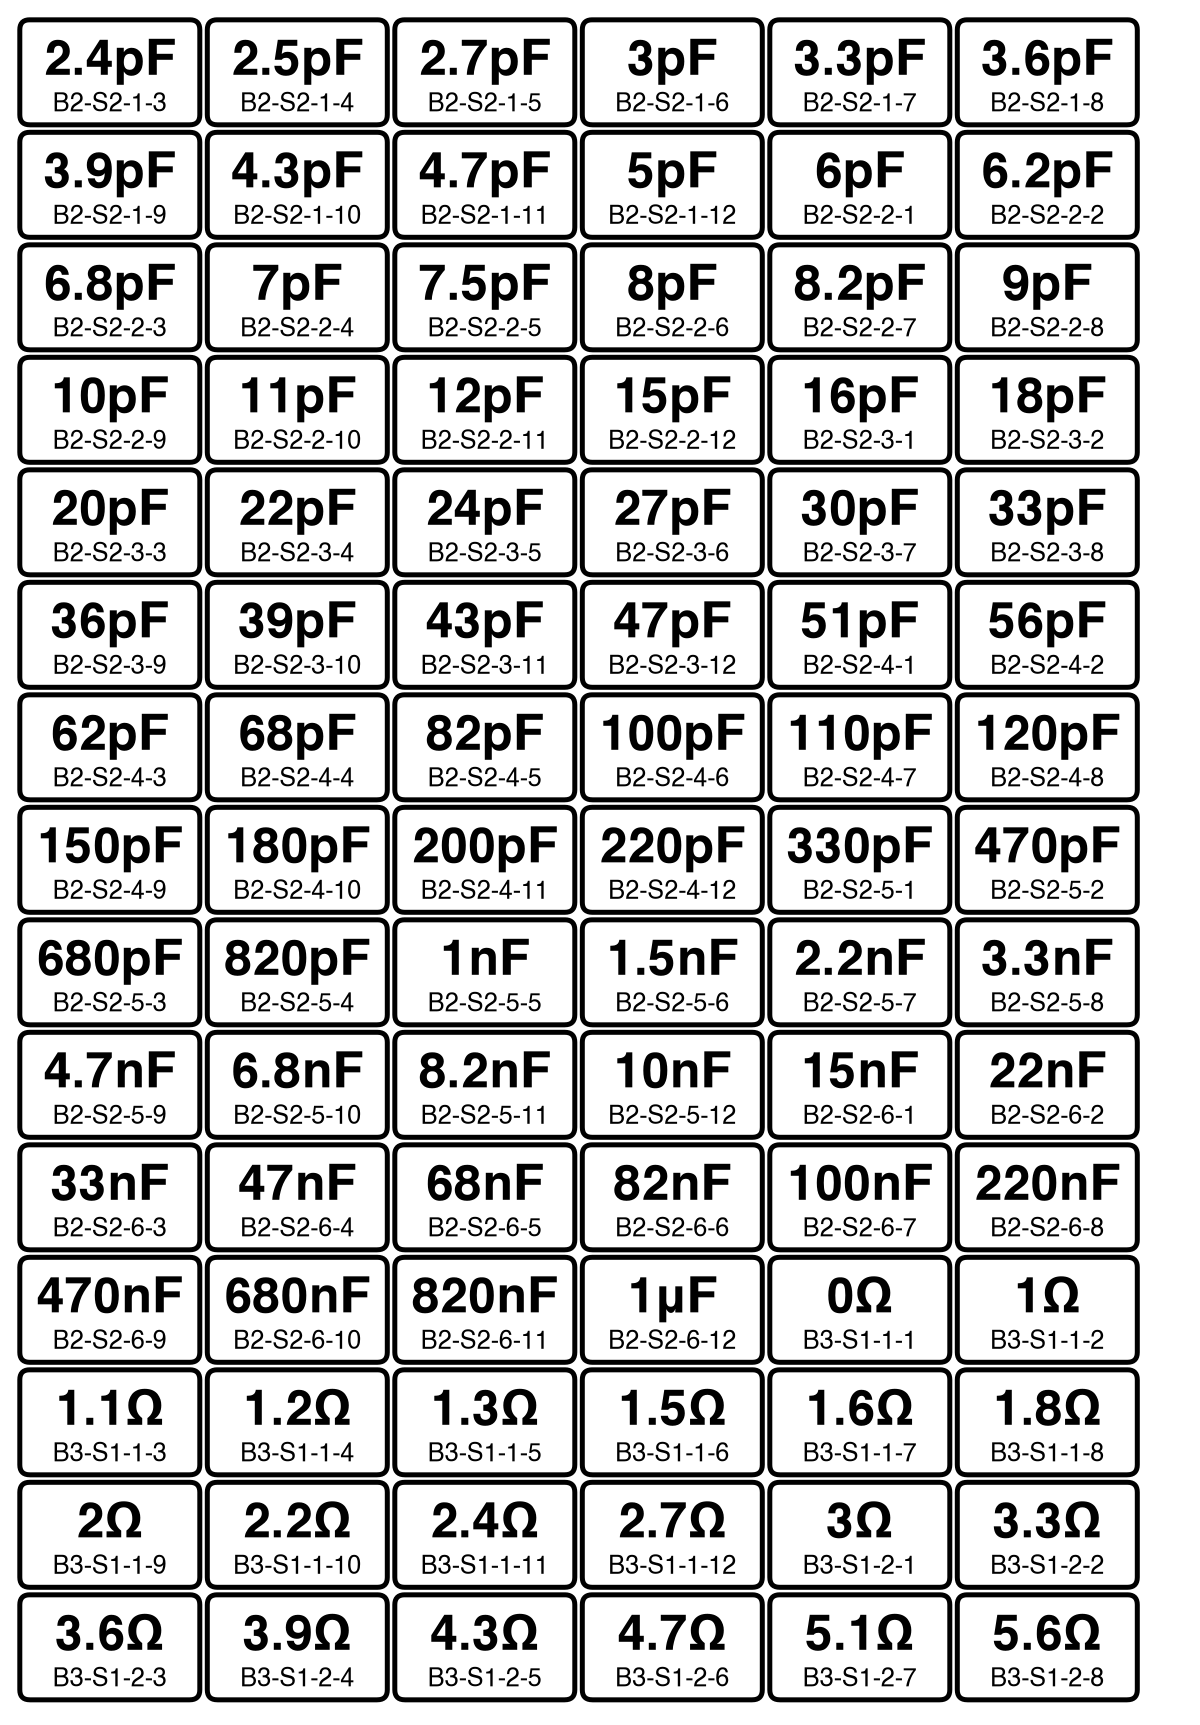 2.4pF 2.5pF 2.7pF 3pF 3.3pF 3.6pF
B2-S2-1-3 B2-S2-1-4 B2-S2-1-5 B2-S2-1-6 B2-S2-1-7 B2-S2-1-8
3.9pF 4.3pF 4.7pF 5pF 6pF 6.2pF
B2-S2-1-9 B2-S2-1-10 B2-S2-1-11 B2-S2-1-12 B2-S2-2-1 B2-S2-2-2
6.8pF 7pF 7.5pF 8pF 8.2pF 9pF
B2-S2-2-3 B2-S2-2-4 B2-S2-2-5 B2-S2-2-6 B2-S2-2-7 B2-S2-2-8
10pF 11pF 12pF 15pF 16pF 18pF
B2-S2-2-9 B2-S2-2-10 B2-S2-2-11 B2-S2-2-12 B2-S2-3-1 B2-S2-3-2
20pF 22pF 24pF 27pF 30pF 33pF
B2-S2-3-3 B2-S2-3-4 B2-S2-3-5 B2-S2-3-6 B2-S2-3-7 B2-S2-3-8
36pF 39pF 43pF 47pF 51pF 56pF
B2-S2-3-9 B2-S2-3-10 B2-S2-3-11 B2-S2-3-12 B2-S2-4-1 B2-S2-4-2
62pF 68pF 82pF 100pF 110pF 120pF
B2-S2-4-3 B2-S2-4-4 B2-S2-4-5 B2-S2-4-6 B2-S2-4-7 B2-S2-4-8
150pF 180pF 200pF 220pF 330pF 470pF
B2-S2-4-9 B2-S2-4-10 B2-S2-4-11 B2-S2-4-12 B2-S2-5-1 B2-S2-5-2
680pF 820pF 1nF 1.5nF 2.2nF 3.3nF
B2-S2-5-3 B2-S2-5-4 B2-S2-5-5 B2-S2-5-6 B2-S2-5-7 B2-S2-5-8
4.7nF 6.8nF 8.2nF 10nF 15nF 22nF
B2-S2-5-9 B2-S2-5-10 B2-S2-5-11 B2-S2-5-12 B2-S2-6-1 B2-S2-6-2
33nF 47nF 68nF 82nF 100nF 220nF
B2-S2-6-3 B2-S2-6-4 B2-S2-6-5 B2-S2-6-6 B2-S2-6-7 B2-S2-6-8
470nF 680nF 820nF 1µF 0Ω 1Ω
B2-S2-6-9 B2-S2-6-10 B2-S2-6-11 B2-S2-6-12 B3-S1-1-1 B3-S1-1-2
1.1Ω 1.2Ω 1.3Ω 1.5Ω 1.6Ω 1.8Ω
B3-S1-1-3 B3-S1-1-4 B3-S1-1-5 B3-S1-1-6 B3-S1-1-7 B3-S1-1-8
2Ω 2.2Ω 2.4Ω 2.7Ω 3Ω 3.3Ω
B3-S1-1-9 B3-S1-1-10 B3-S1-1-11 B3-S1-1-12 B3-S1-2-1 B3-S1-2-2
3.6Ω 3.9Ω 4.3Ω 4.7Ω 5.1Ω 5.6Ω
B3-S1-2-3 B3-S1-2-4 B3-S1-2-5 B3-S1-2-6 B3-S1-2-7 B3-S1-2-8